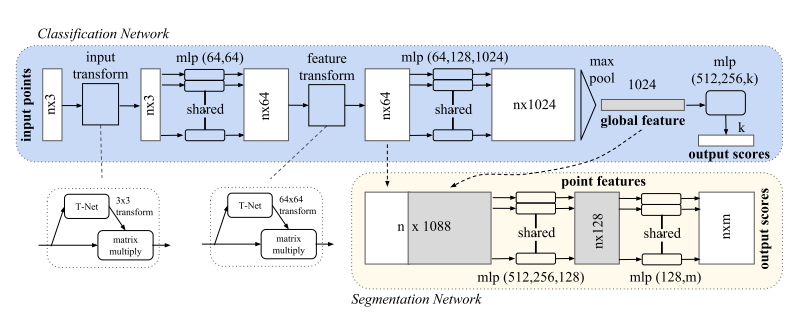 Classification Network
input points
nx3
input
transform
nx3
mlp (64,64)
shared
nx64
feature
transform
nx64
mlp (64,128,1024)
shared
nx1024
max
pool
1024
global feature
mlp
(512,256,k)
k
output scores
T-Net
3x3
transform
matrix
multiply
T-Net
64x64
transform
matrix
multiply
point features
n x 1088
shared
mlp (512,256,128)
nx128
shared
mlp (128,m)
nxm
output scores
Segmentation Network